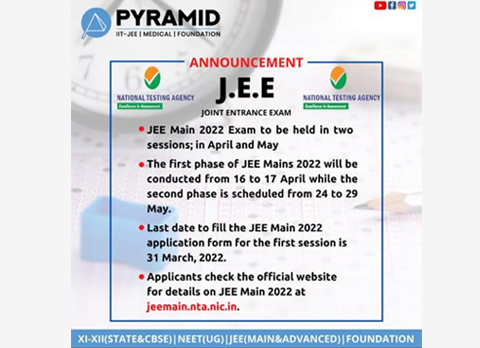 PYRAMID
IIT-JEE | MEDICAL | FOUNDATION
ANNOUNCEMENT
J.E.E
NATIONAL TESTING AGENCY
Excellence in Assessment
NATIONAL TESTING AGENCY
Excellence in Assessment
JOINT ENTRANCE EXAM
JEE Main 2022 Exam to be held in two
sessions; in April and May
The first phase of JEE Mains 2022 will be
conducted from 16 to 17 April while the
second phase is scheduled from 24 to 29
May.
Last date to fill the JEE Main 2022
application form for the first session is
31 March, 2022.
Applicants check the official website
for details on JEE Main 2022 at
jeemain.nta.nic.in.
XI-XII(STATE&CBSE)|NEET(UG)|JEE(MAIN&ADVANCED)|FOUNDATION